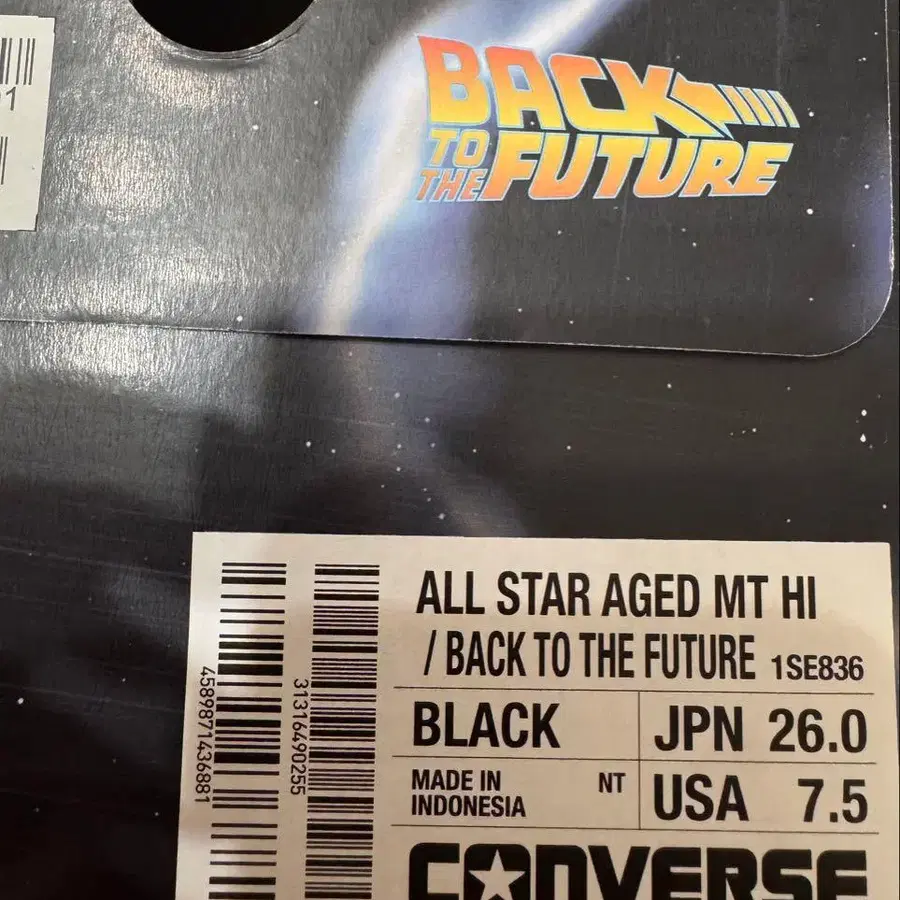 BACK
TO
THE FUTURE
ALL STAR AGED MT HI
/ BACK TO THE FUTURE 1SE836
BLACK JPN 26.0
MADE IN INDONESIA NT USA 7.5
CONVERSE
4589871436881
31316490255